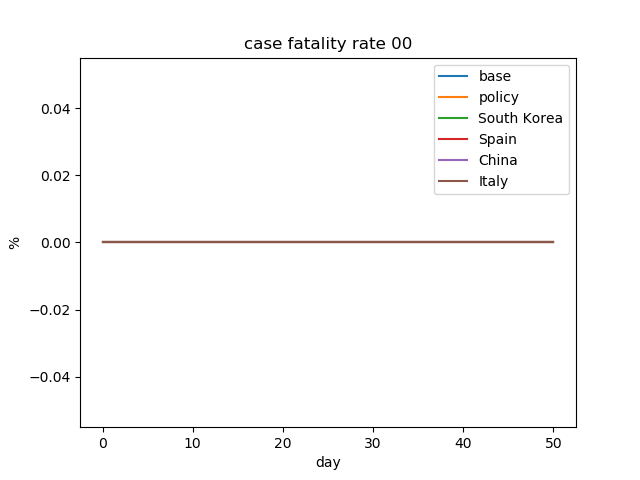 case fatality rate 00
base
policy
South Korea
Spain
China
Italy
0.04
0.02
0.00
−0.02
−0.04
%
0 10 20 30 40 50
day